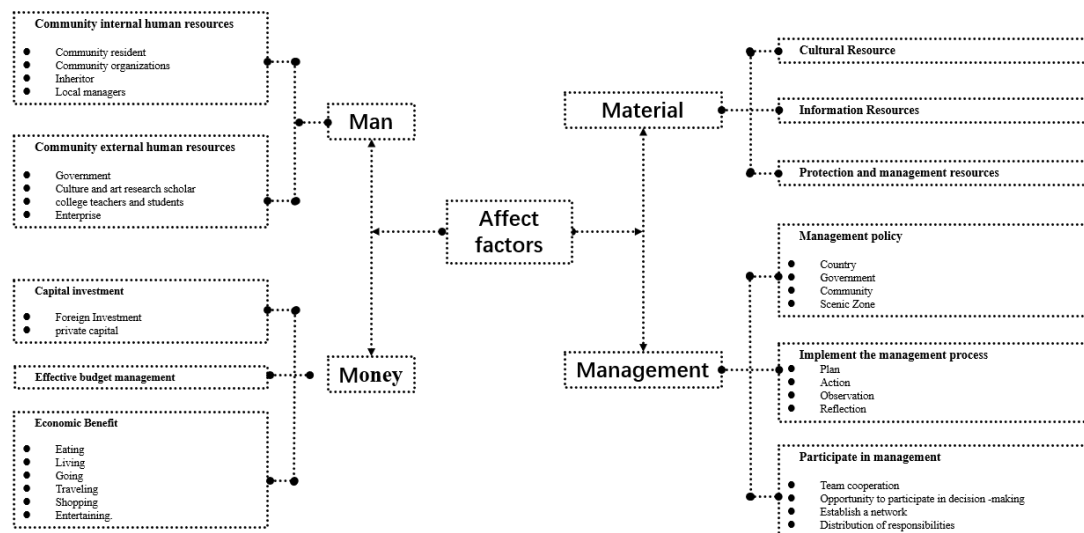 Community internal human resources
Community resident
Community organizations
Inheritor
Local managers
Community external human resources
Government
Culture and art research scholar
college teachers and students
Enterprise
Man
Capital investment
Foreign Investment
private capital
Effective budget management
Economic Benefit
Eating
Living
Going
Traveling
Shopping
Entertaining.
Money
Affect
factors
Material
Cultural Resource
Information Resources
Protection and management resources
Management
Management policy
Country
Government
Community
Scenic Zone
Implement the management process
Plan
Action
Observation
Reflection
Participate in management
Team cooperation
Opportunity to participate in decision -making
Establish a network
Distribution of responsibilities